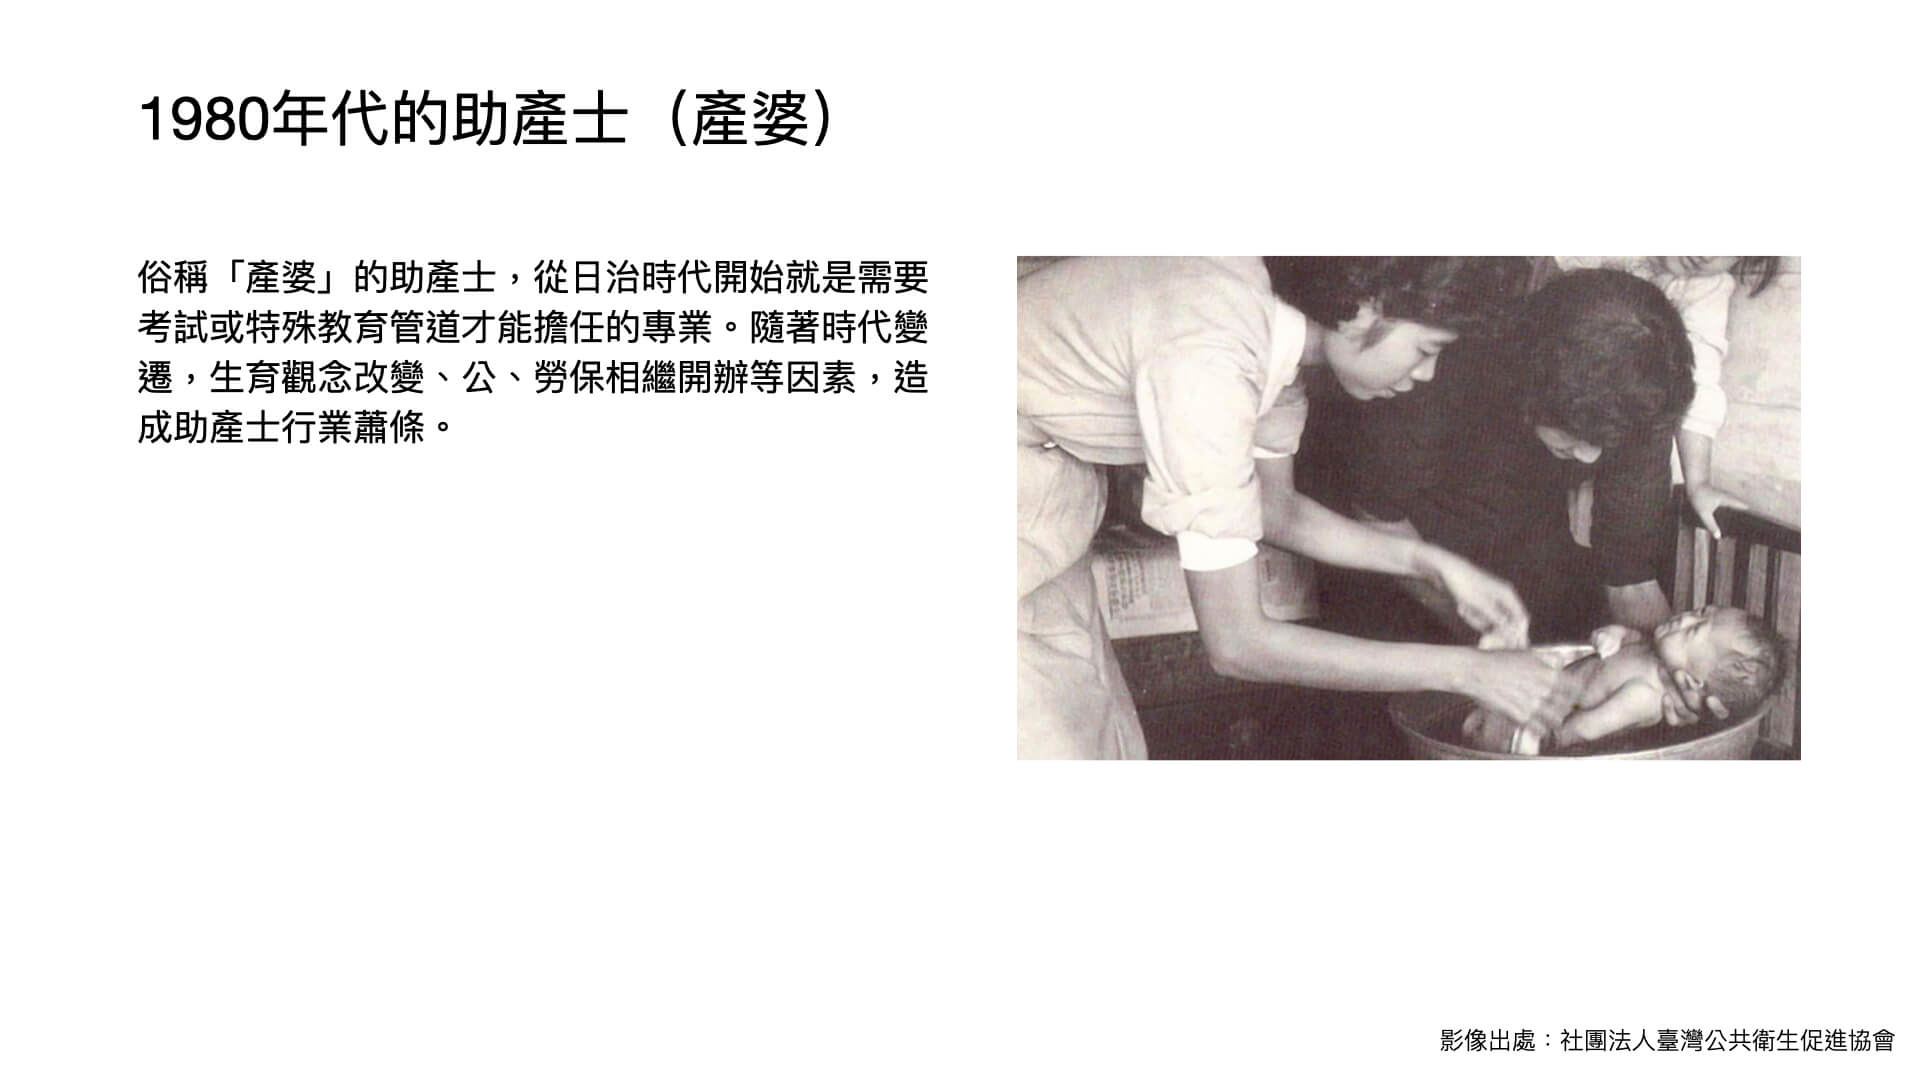 1980年代的助產士（產婆）
俗稱「產婆」的助產士，從日治時代開始就是需要
考試或特殊教育管道才能擔任的專業。隨著時代變
遷，生育觀念改變、公、勞保相繼開辦等因素，造
成助產士行業蕭條。
影像出處：社團法人臺灣公共衛生促進協會